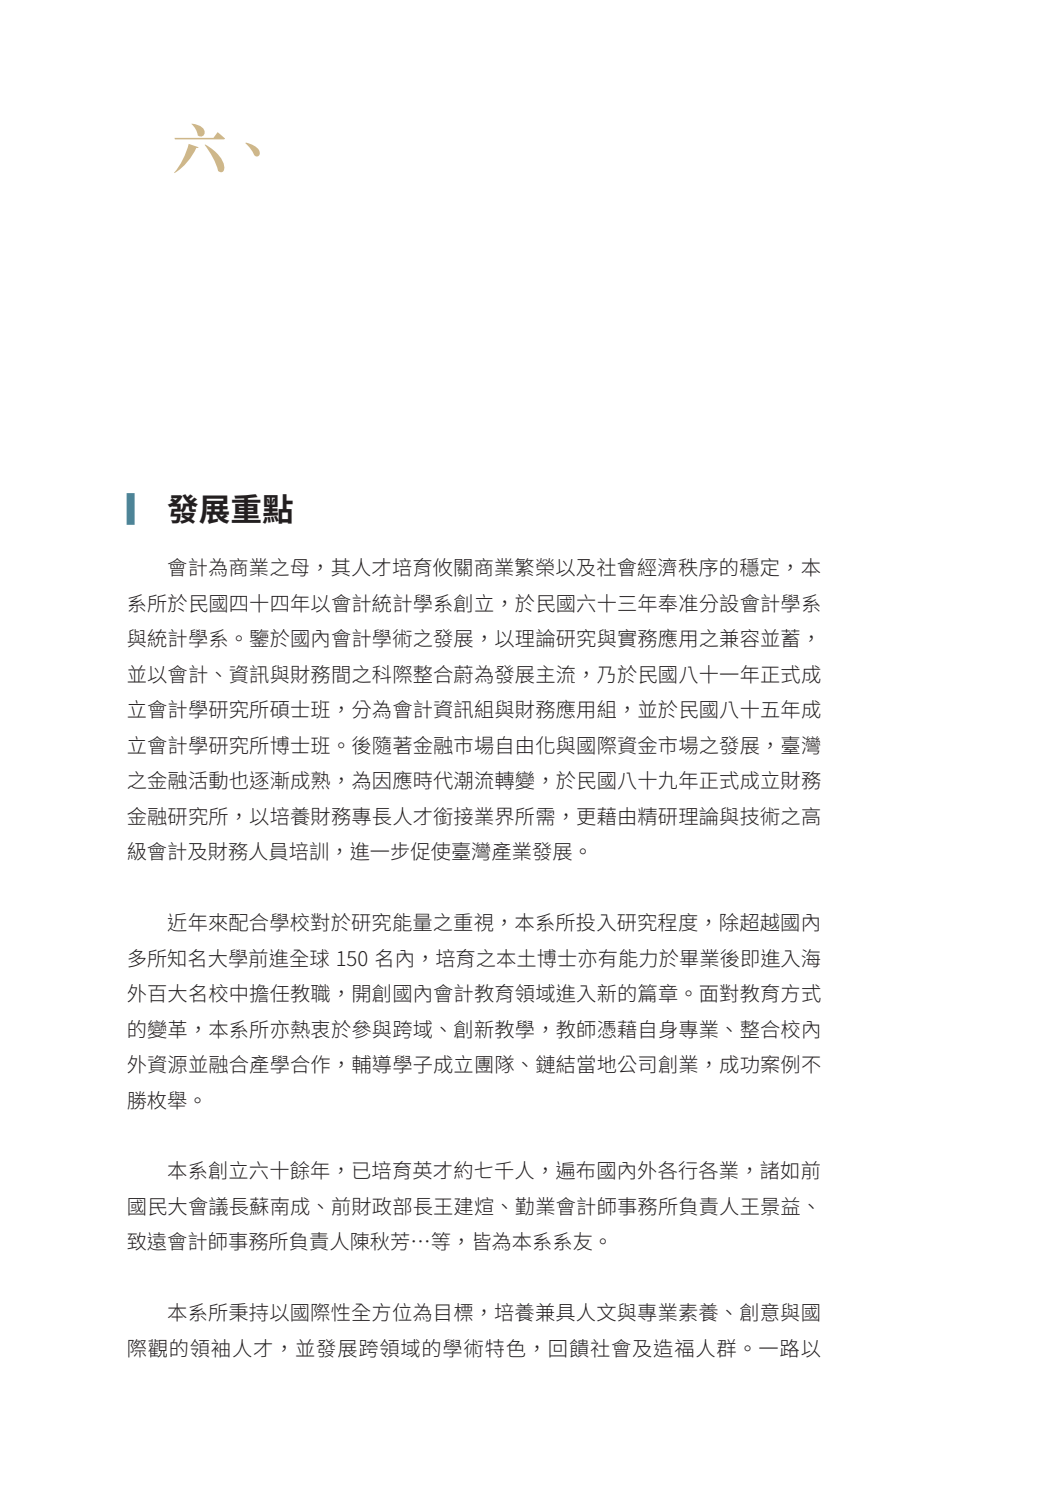 六、
發展重點
會計為商業之母，其人才培育攸關商業繁榮以及社會經濟秩序的穩定，本
系所於民國四十四年以會計統計學系創立，於民國六十三年奉准分設會計學系
與統計學系。鑒於國內會計學術之發展，以理論研究與實務應用之兼容並蓄，
並以會計、資訊與財務間之科際整合蔚為發展主流，乃於民國八十一年正式成
立會計學研究所碩士班，分為會計資訊組與財務應用組，並於民國八十五年成
立會計學研究所博士班。後隨著金融市場自由化與國際資金市場之發展，臺灣
之金融活動也逐漸成熟，為因應時代潮流轉變，於民國八十九年正式成立財務
金融研究所，以培養財務專長人才銜接業界所需，更藉由精研理論與技術之高
級會計及財務人員培訓，進一步促使臺灣產業發展。
近年來配合學校對於研究能量之重視，本系所投入研究程度，除超越國內
多所知名大學前進全球 150 名內，培育之本土博士亦有能力於畢業後即進入海
外百大名校中擔任教職，開創國內會計教育領域進入新的篇章。面對教育方式
的變革，本系所亦熱衷於參與跨域、創新教學，教師憑藉自身專業、整合校內
外資源並融合產學合作，輔導學子成立團隊、鏈結當地公司創業，成功案例不
勝枚舉。
本系創立六十餘年，已培育英才約七千人，遍布國內外各行各業，諸如前
國民大會議長蘇南成、前財政部長王建煊、勤業會計師事務所負責人王景益、
致遠會計師事務所負責人陳秋芳⋯等，皆為本系系友。
本系所秉持以國際性全方位為目標，培養兼具人文與專業素養、創意與國
際觀的領袖人才，並發展跨領域的學術特色，回饋社會及造福人群。一路以